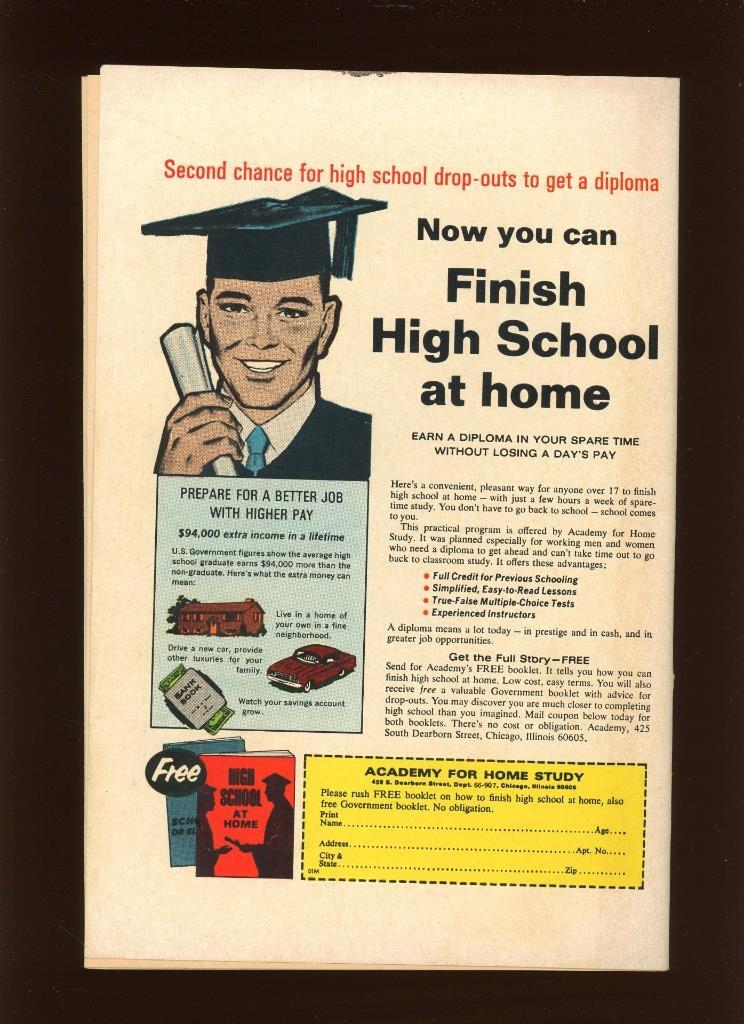 Second chance for high school drop-outs to get a diploma
Now you can
Finish
High School
at home
EARN A DIPLOMA IN YOUR SPARE TIME
WITHOUT LOSING A DAY'S PAY
PREPARE FOR A BETTER JOB
WITH HIGHER PAY
$94,000 extra income in a lifetime
U.S. Government figures show the average high
school graduate earns $94,000 more than the
non-graduate. Here's what the extra money can
mean:
Live in a home of
your own in a fine
neighborhood.
Drive a new car, provide
other luxuries for your
family.
BANK
BOOK
Watch your savings account
grow.
Here's a convenient, pleasant way for anyone over 17 to finish
high school at home — with just a few hours a week of spare-
time study. You don't have to go back to school — school comes
to you.
This practical program is offered by Academy for Home
Study. It was planned especially for working men and women
who need a diploma to get ahead and can't take time out to go
back to classroom study. It offers these advantages:
• Full Credit for Previous Schooling
• Simplified, Easy-to-Read Lessons
• True-False Multiple-Choice Tests
• Experienced Instructors
A diploma means a lot today — in prestige and in cash, and in
greater job opportunities.
Get the Full Story—FREE
Send for Academy's FREE booklet. It tells you how you can
finish high school at home. Low cost, easy terms. You will also
receive free a valuable Government booklet with advice for
drop-outs. You may discover you are much closer to completing
high school than you imagined. Mail coupon below today for
both booklets. There's no cost or obligation. Academy, 425
South Dearborn Street, Chicago, Illinois 60605.
Free
SCH
OR EL
HIGH
SCHOOL
AT
HOME
ACADEMY FOR HOME STUDY
425 S. Dearborn Street, Dept. 66-907, Chicago, Illinois 60605
Please rush FREE booklet on how to finish high school at home, also
free Government booklet. No obligation.
Print
Name.......... Age....
Address.......... Apt. No.....
City &
State.......... Zip..........
01M